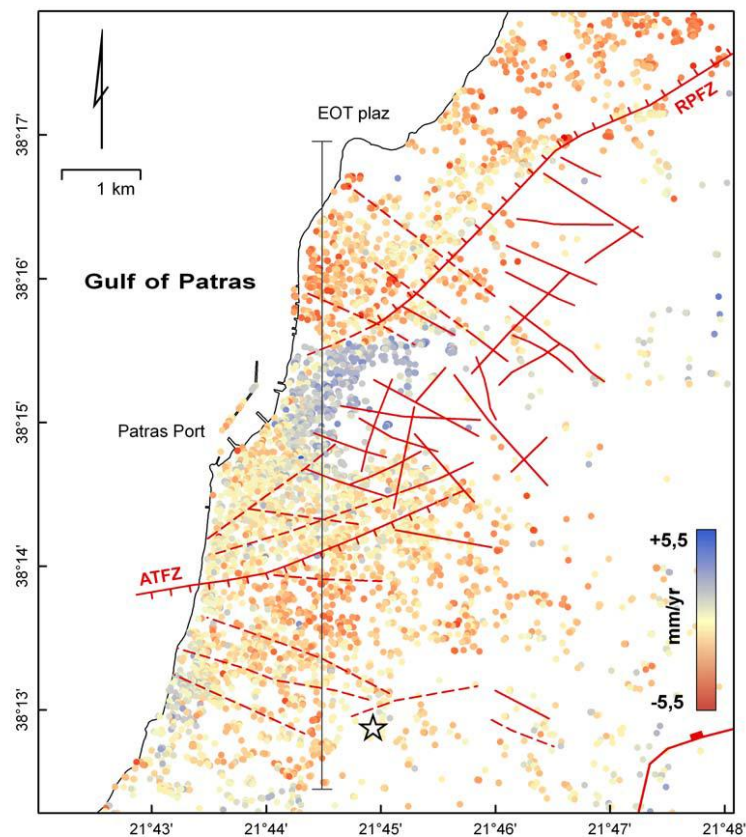 EOT plaz
RPFZ
38°17'
1 km
38°16'
Gulf of Patras
38°15'
Patras Port
38°14'
ATFZ
+5,5
mm/yr
-5,5
38°13'
21°43'
21°44'
21°45'
21°46'
21°47'
21°48'